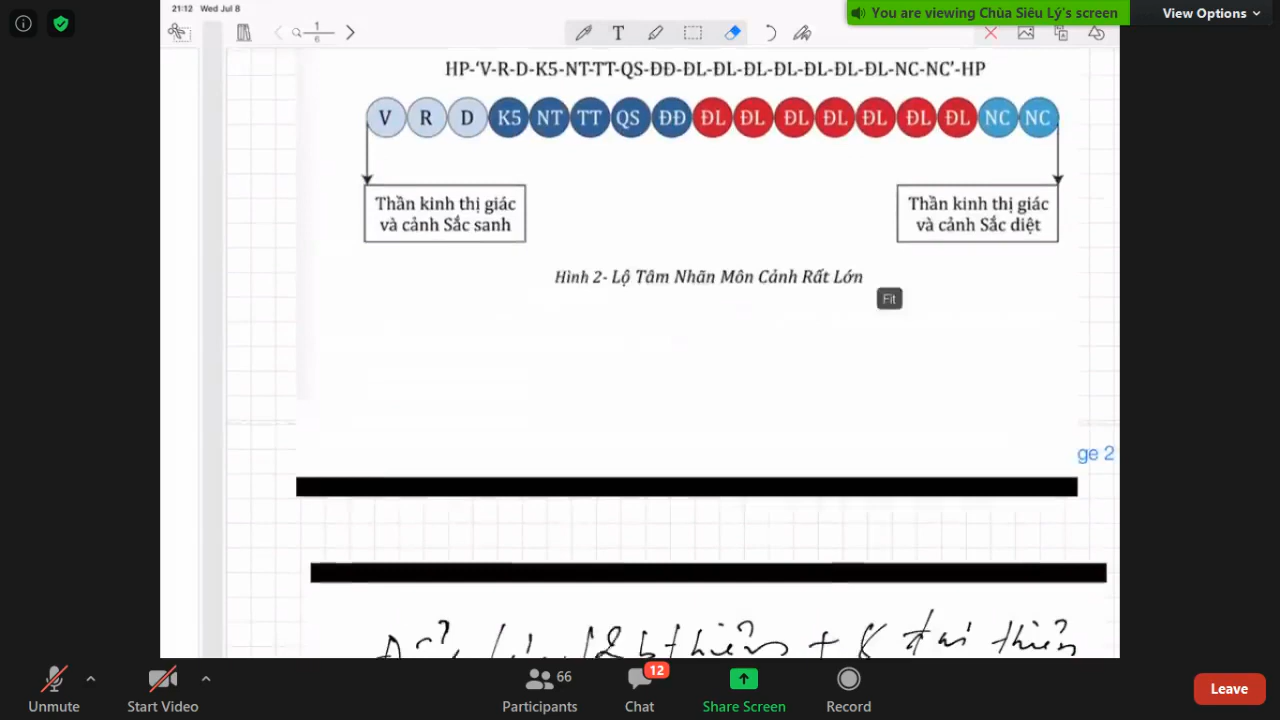 21:12 Wed Jul 8
You are viewing Chùa Siêu Lý's screen
View Options
1
6
T
HP-‘V-R-D-K5-NT-TT-QS-ĐĐ-ĐL-ĐL-ĐL-ĐL-ĐL-ĐL-ĐL-NC-NC’-HP
V R D K5 NT TT QS ĐĐ ĐL ĐL ĐL ĐL ĐL ĐL ĐL NC NC
Thần kinh thị giác
và cảnh Sắc sanh
Thần kinh thị giác
và cảnh Sắc diệt
Hình 2- Lộ Tâm Nhãn Môn Cảnh Rất Lớn
Fit
ge 2
thiện + 8 đại thiện
Unmute
Start Video
66
Participants
12
Chat
Share Screen
Record
Leave